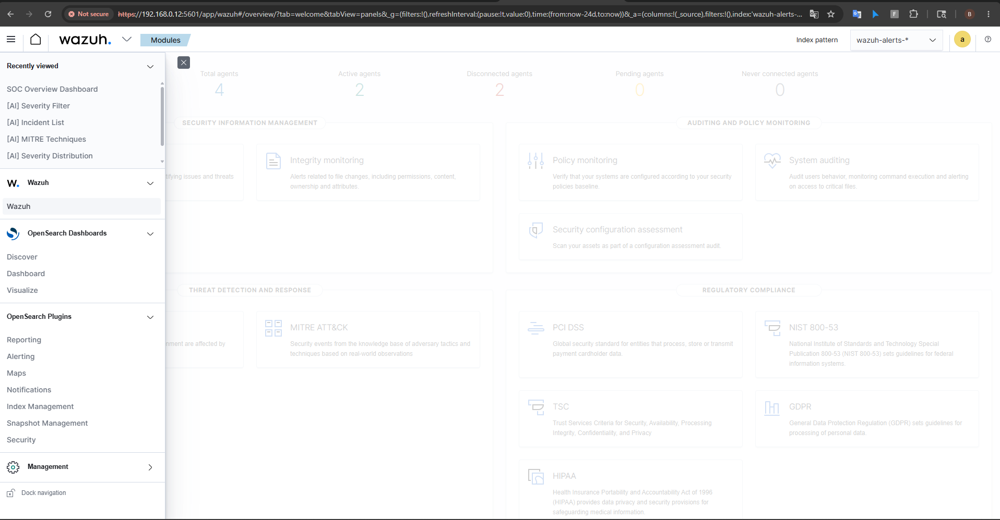 Not secure
https://192.168.0.12:5601/app/wazuh#/overview/?tab=welcome&tabView=panels&_g=(filters:!(),refreshInterval:(pause:!t,value:0),time:(from:now-24d,to:now))&_a=(columns:!(_source),filters:!(),index:'wazuh-alerts-...
F
B
wazuh.
Modules
Index pattern
wazuh-alerts-*
a
Recently viewed
SOC Overview Dashboard
[AI] Severity Filter
[AI] Incident List
[AI] MITRE Techniques
[AI] Severity Distribution
W.
Wazuh
Wazuh
OpenSearch Dashboards
Discover
Dashboard
Visualize
OpenSearch Plugins
Reporting
Alerting
Maps
Notifications
Index Management
Snapshot Management
Security
Management
Dock navigation
Total agents
4
Active agents
2
Disconnected agents
2
Pending agents
0
Never connected agents
0
SECURITY INFORMATION MANAGEMENT
tifying issues and threats
Integrity monitoring
Alerts related to file changes, including permissions, content,
ownership and attributes.
AUDITING AND POLICY MONITORING
Policy monitoring
Verify that your systems are configured according to your security
policies baseline.
System auditing
Audit users behavior, monitoring command execution and alerting
on access to critical files.
Security configuration assessment
Scan your assets as part of a configuration assessment audit.
THREAT DETECTION AND RESPONSE
nment are affected by
MITRE ATT&CK
Security events from the knowledge base of adversary tactics and
techniques based on real-world observations
REGULATORY COMPLIANCE
PCI DSS
Global security standard for entities that process, store or transmit
payment cardholder data.
NIST 800-53
National Institute of Standards and Technology Special
Publication 800-53 (NIST 800-53) sets guidelines for federal
information systems.
TSC
Trust Services Criteria for Security, Availability, Processing
Integrity, Confidentiality, and Privacy
GDPR
General Data Protection Regulation (GDPR) sets guidelines for
processing of personal data.
HIPAA
Health Insurance Portability and Accountability Act of 1996
(HIPAA) provides data privacy and security provisions for
safeguarding medical information.